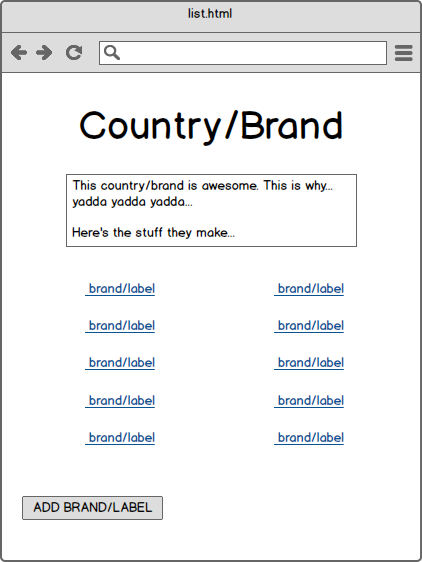 list.html
Country/Brand
This country/brand is awesome. This is why...
yadda yadda yadda...
Here's the stuff they make...
brand/label brand/label
brand/label brand/label
brand/label brand/label
brand/label brand/label
brand/label brand/label
ADD BRAND/LABEL